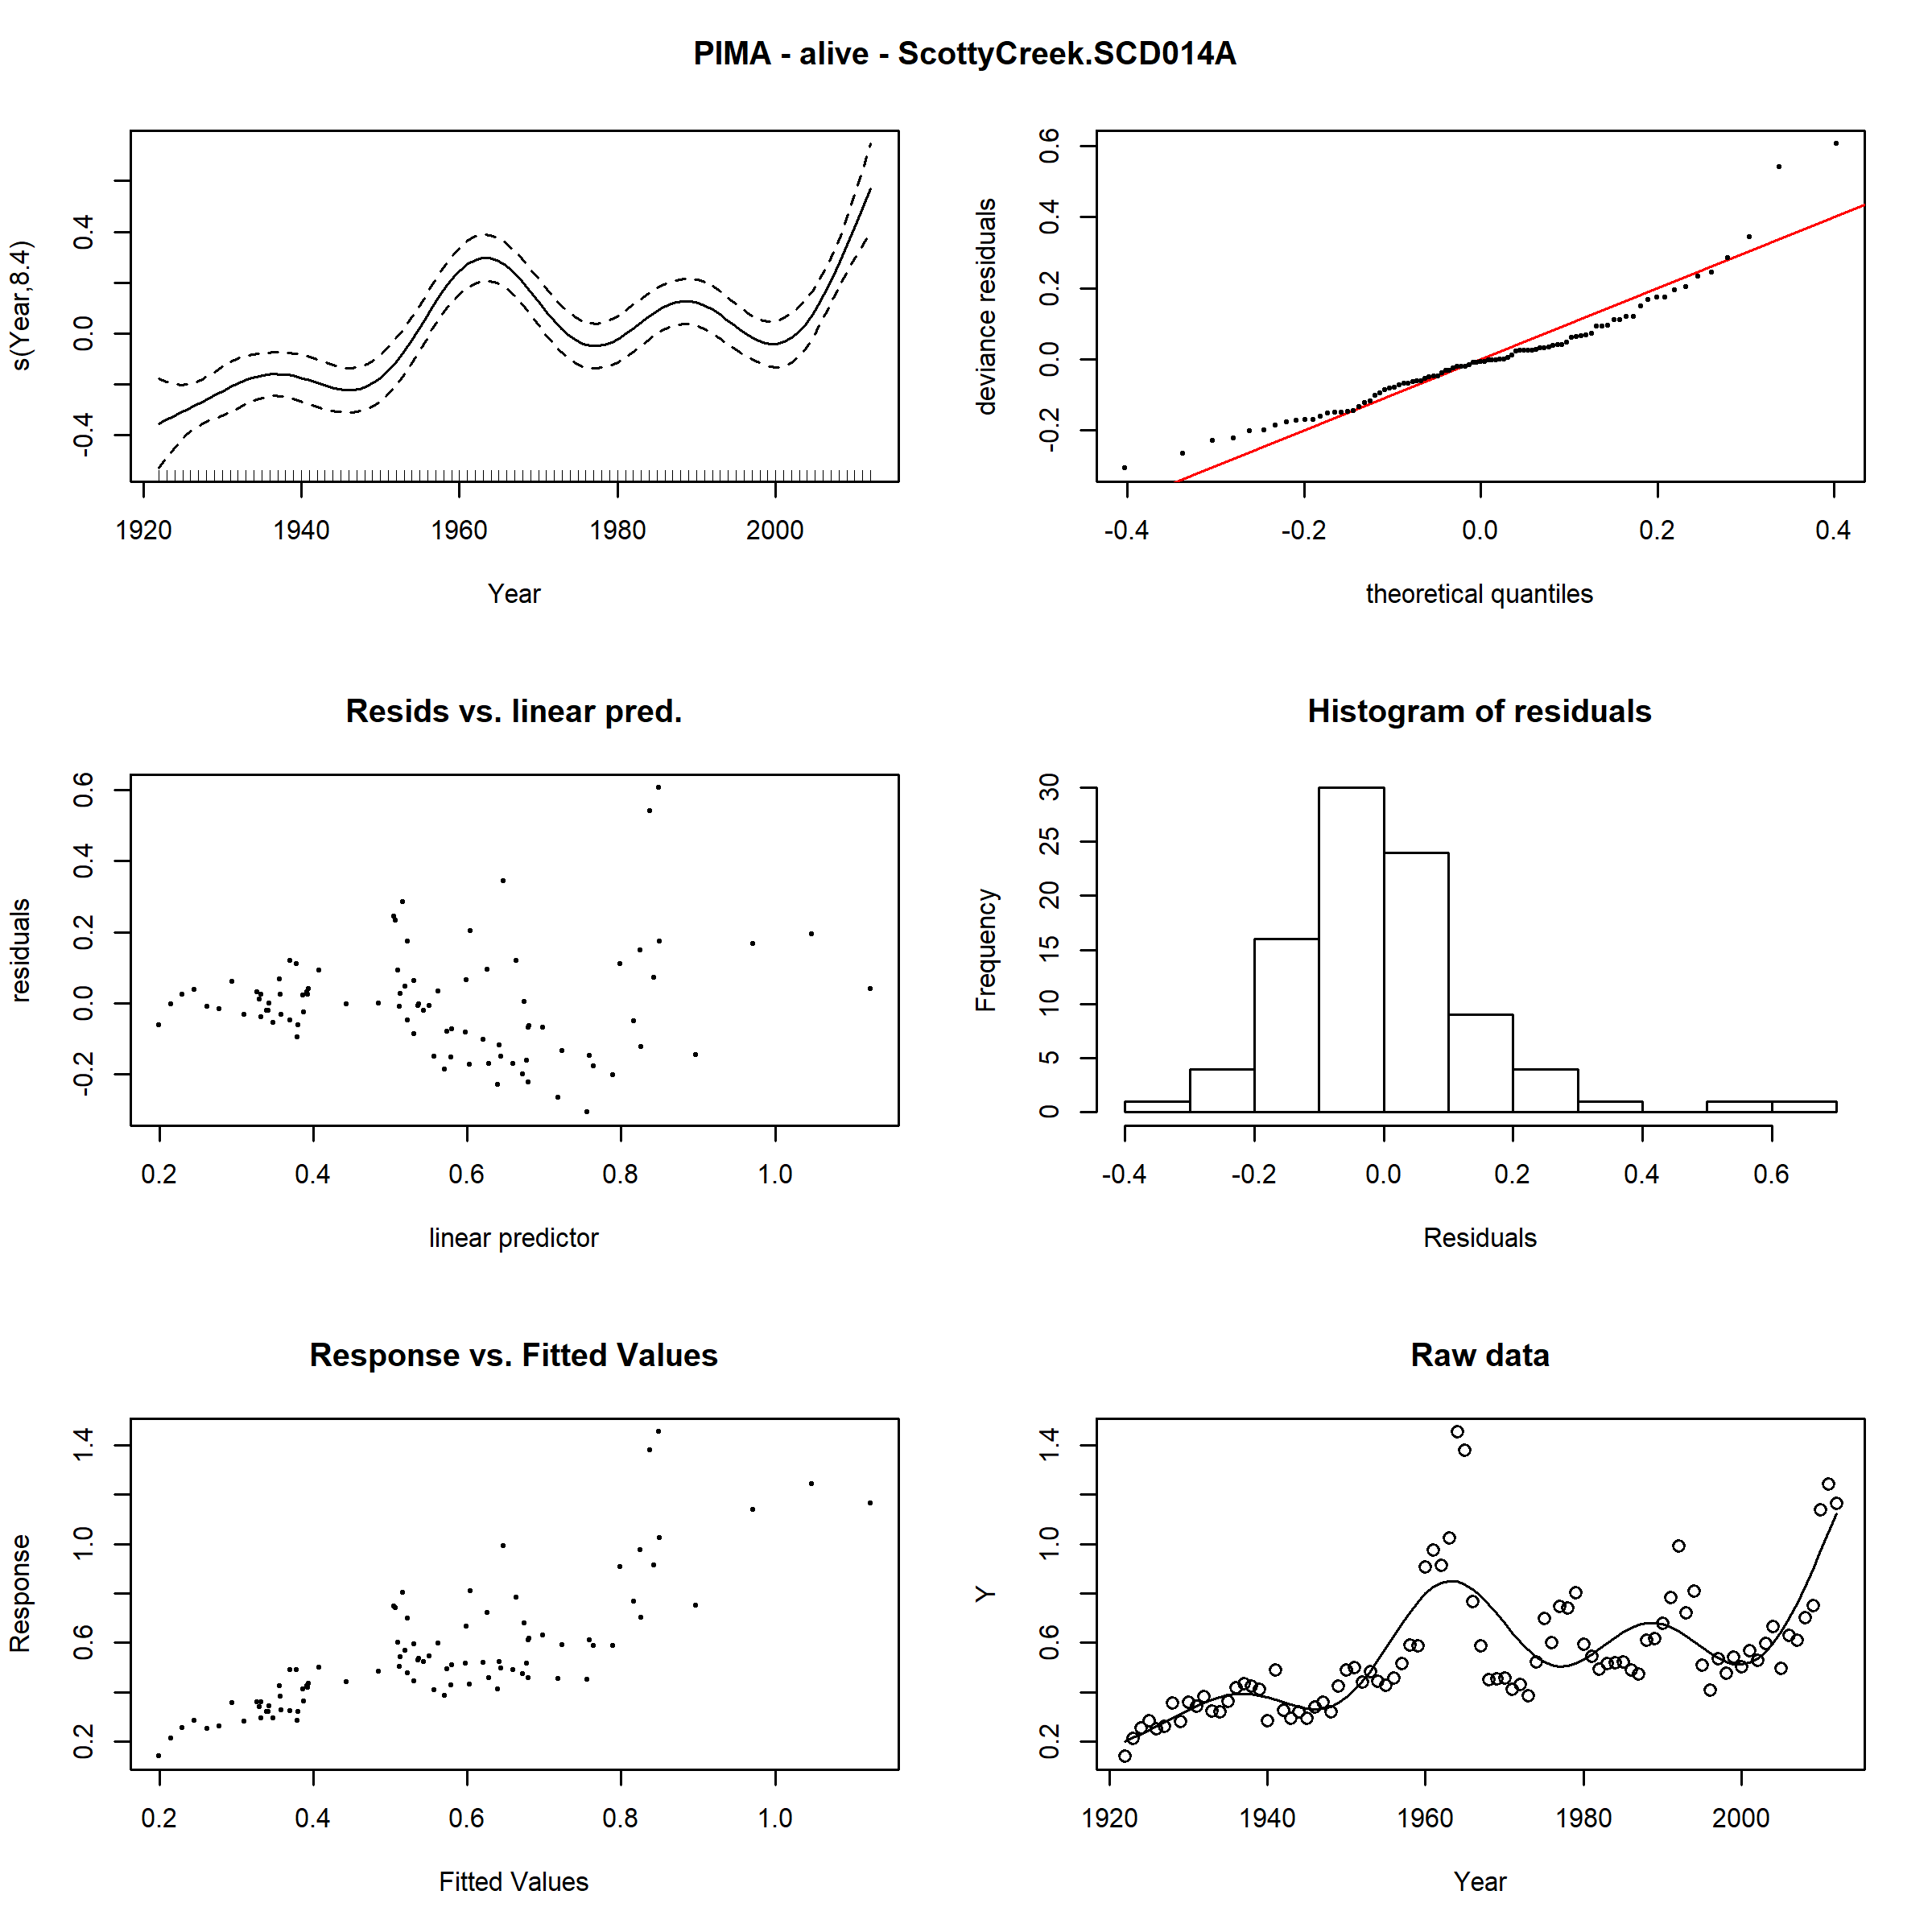 PIMA - alive - ScottyCreek.SCD014A
s(Year,8.4)
-0.4 0.0 0.4
1920 1940 1960 1980 2000
Year
deviance residuals
-0.2 0.0 0.2 0.4 0.6
-0.4 -0.2 0.0 0.2 0.4
theoretical quantiles
Resids vs. linear pred.
residuals
-0.2 0.0 0.2 0.4 0.6
0.2 0.4 0.6 0.8 1.0
linear predictor
Histogram of residuals
Frequency
0 5 10 15 20 25 30
-0.4 -0.2 0.0 0.2 0.4 0.6
Residuals
Response vs. Fitted Values
Response
0.2 0.6 1.0 1.4
0.2 0.4 0.6 0.8 1.0
Fitted Values
Raw data
Y
0.2 0.6 1.0 1.4
1920 1940 1960 1980 2000
Year